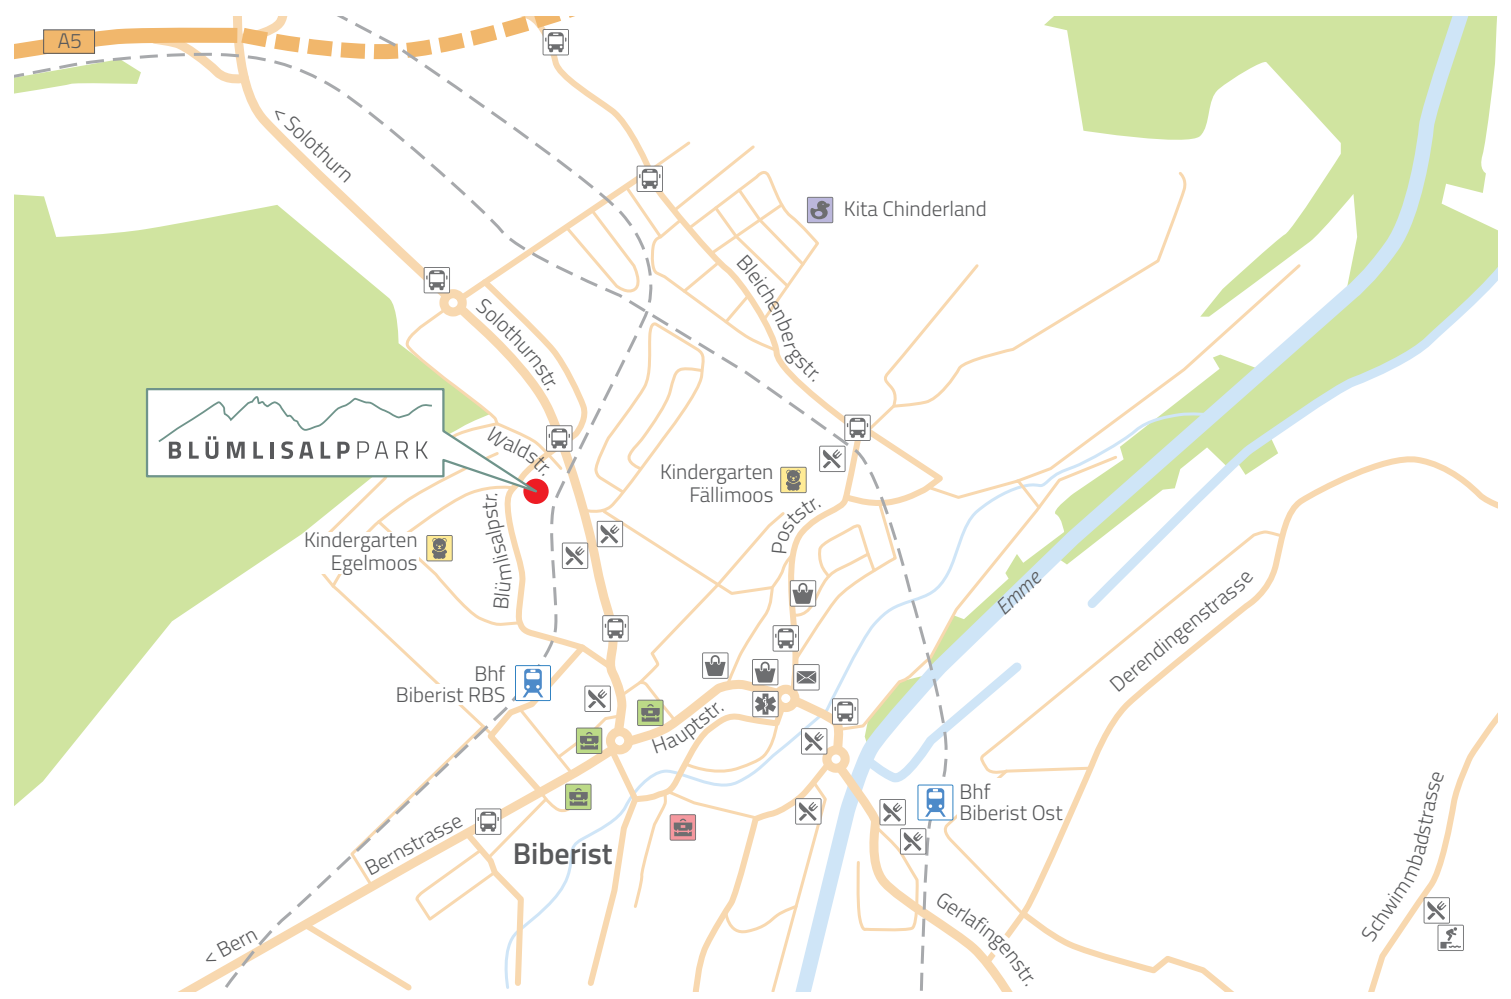 A5
< Solothurn
Kita Chinderland
Bleichenbergstr.
Solothurnstr.
BLÜMLISALPPARK
Waldstr.
Kindergarten
Fällimoos
Poststr.
Kindergarten
Egelmoos
Blümlisalpstr.
Emme
Derendingenstrasse
Bhf
Biberist RBS
Hauptstr.
Bhf
Biberist Ost
Schwimmbadstrasse
Bernstrasse
Biberist
Gerlafingenstr.
< Bern